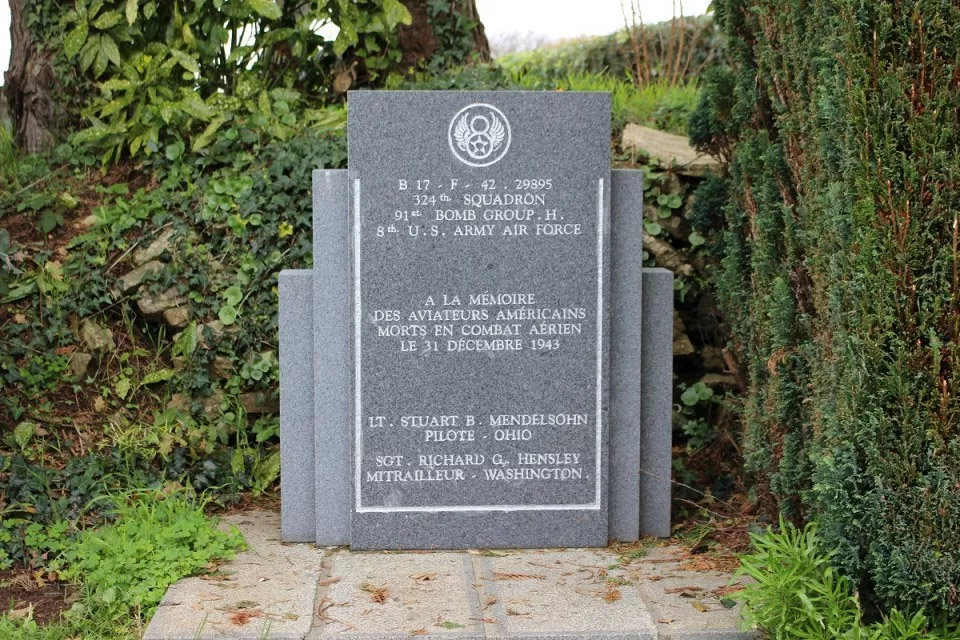 8
B 17 - F - 42 . 29895
324th. SQUADRON
91st BOMB GROUP . H .
8th. U.S. ARMY AIR FORCE
A LA MÉMOIRE
DES AVIATEURS AMÉRICAINS
MORTS EN COMBAT AÉRIEN
LE 31 DÉCEMBRE 1943
LT. STUART B. MENDELSOHN
PILOTE - OHIO
SGT. RICHARD G. HENSLEY
MITRAILLEUR - WASHINGTON.